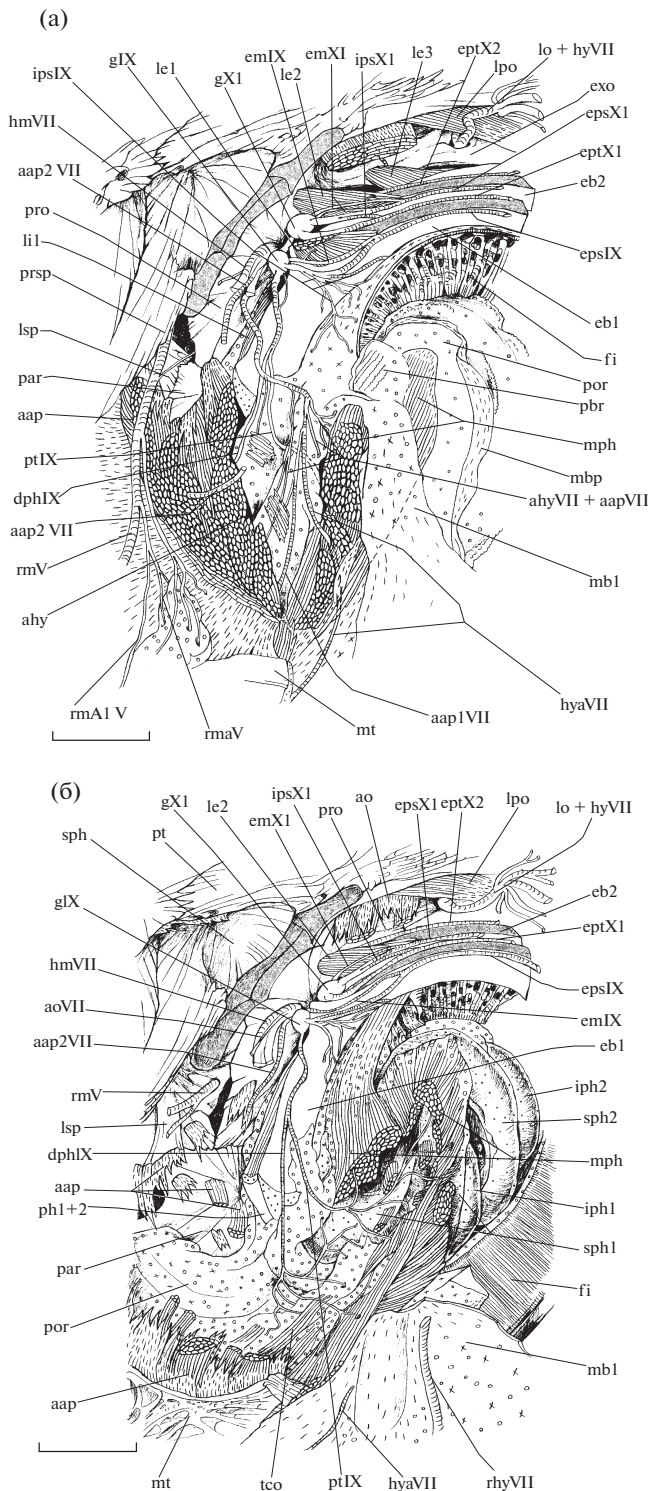 (а)
gIX
le1
gX1
emIX
le2
emXI
ipsX1
le3
eptX2
lpo
lo + hyVII
exo
epsX1
eptX1
eb2
epsIX
eb1
fi
por
pbr
mph
mbp
ahyVII + aapVII
mb1
hyaVII
aap1VII
mt
rmaV
rmA1 V
ahy
rmV
aap2 VII
dphIX
ptIX
aap
par
lsp
prsp
li1
pro
aap2 VII
hmVII
ipsIX
(б)
gX1
le2
emX1
ipsX1
pro
ao
epsX1
eptX2
lpo
lo + hyVII
eb2
eptX1
epsIX
emIX
eb1
iph2
sph2
mph
iph1
sph1
fi
mb1
rhyVII
hyaVII
ptIX
tco
mt
aap
por
par
ph1+2
aap
dphlX
lsp
rmV
aap2VII
aoVII
hmVII
glX
sph
pt